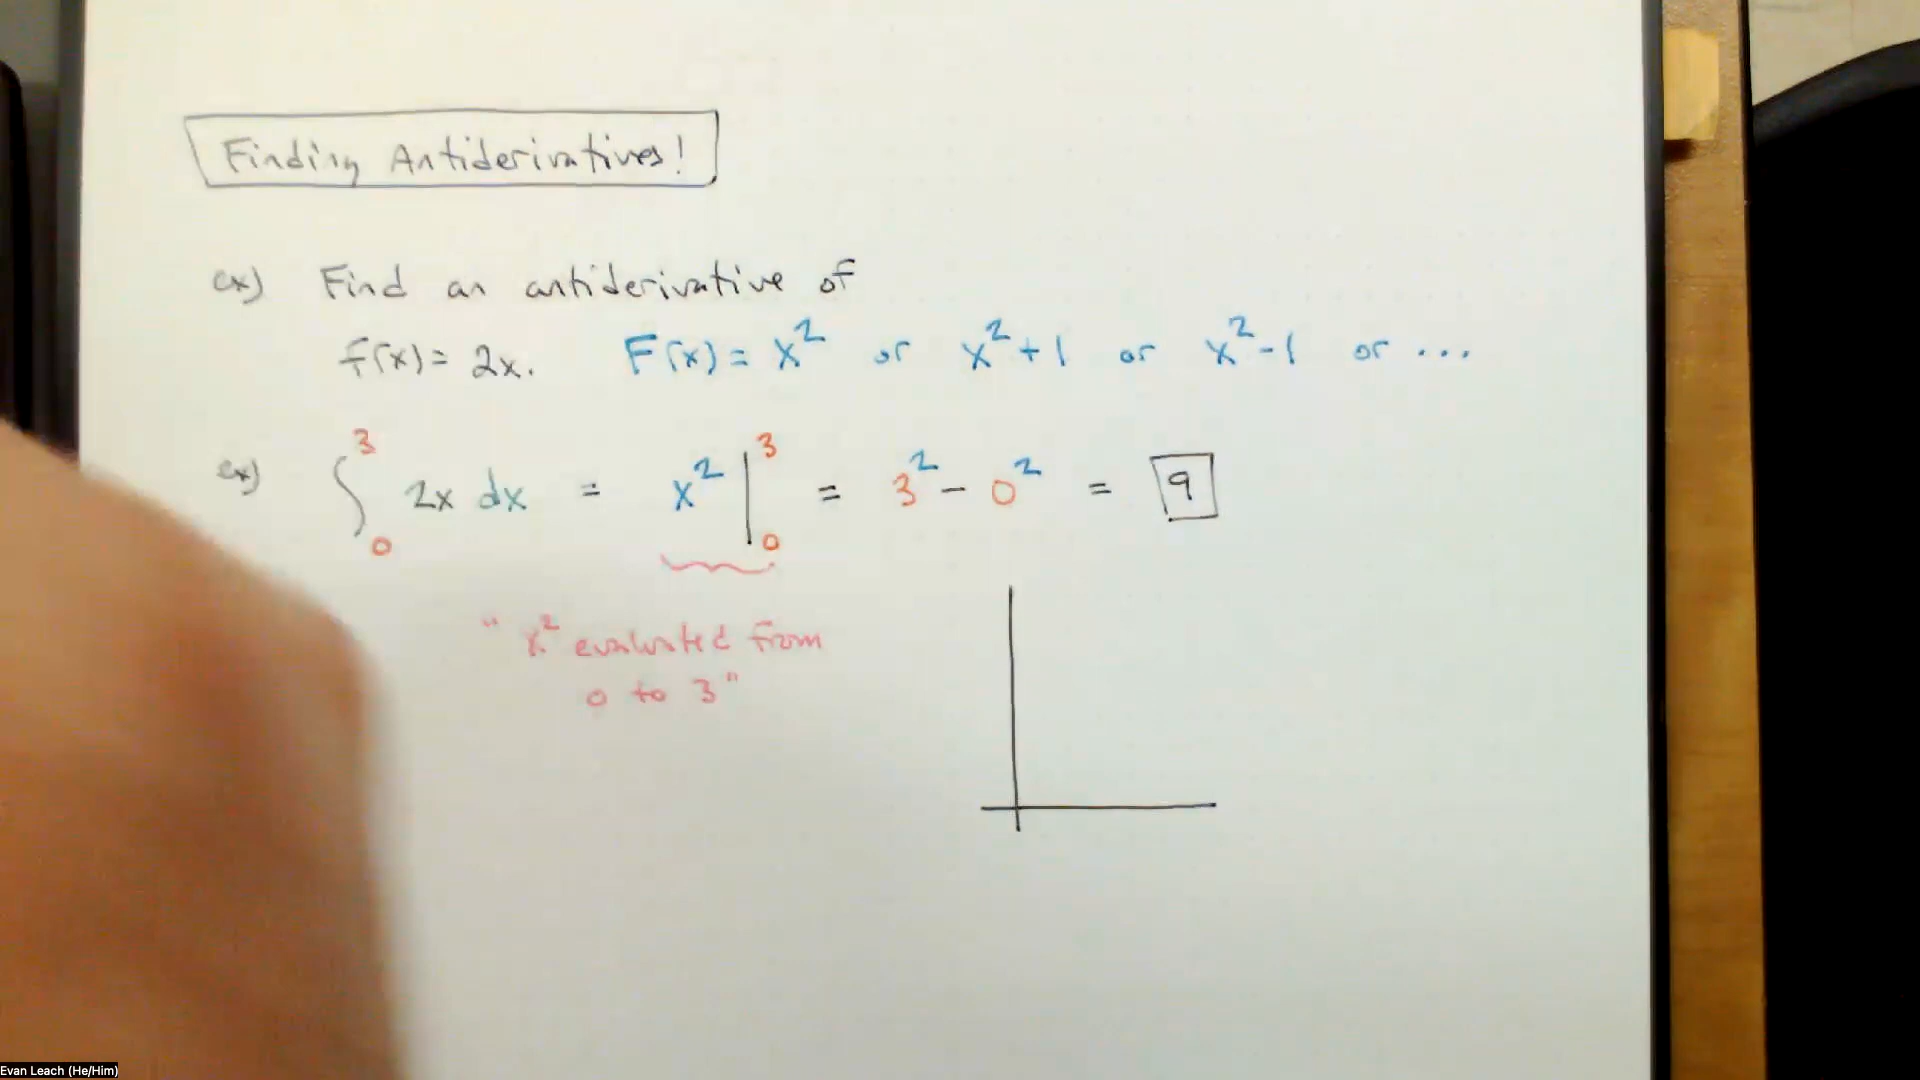 Finding Antiderivatives!
ex) Find an antiderivative of
f(x) = 2x. F(x) = x² or x²+1 or x²-1 or ...
ex) ∫₀³ 2x dx = x² |₀³ = 3² - 0² = 9
"x² evaluated from
0 to 3"
Evan Leach (He/Him)